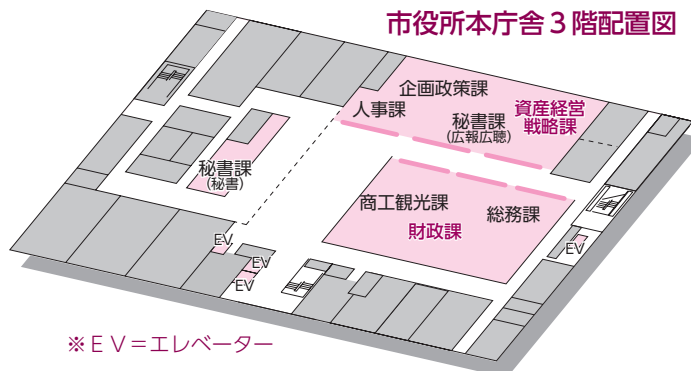 市役所本庁舎３階配置図
企画政策課
人事課
秘書課
(広報広聴)
資産経営
戦略課
秘書課
(秘書)
商工観光課
総務課
財政課
EV
EV
EV
EV
※ＥＶ＝エレベーター